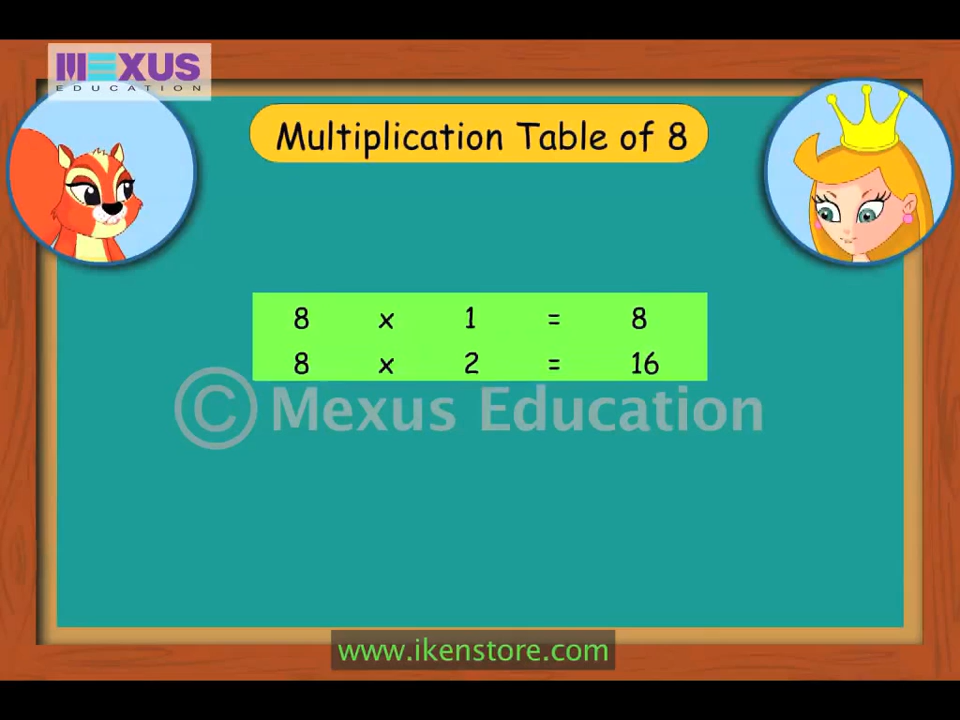 MEXUS
EDUCATION
Multiplication Table of 8
8 x 1 = 8
8 x 2 = 16
© Mexus Education
www.ikenstore.com